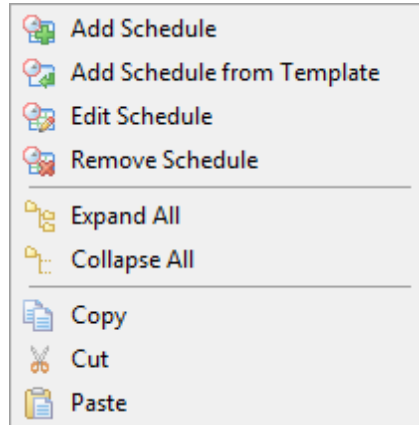 Add Schedule
Add Schedule from Template
Edit Schedule
Remove Schedule
Expand All
Collapse All
Copy
Cut
Paste